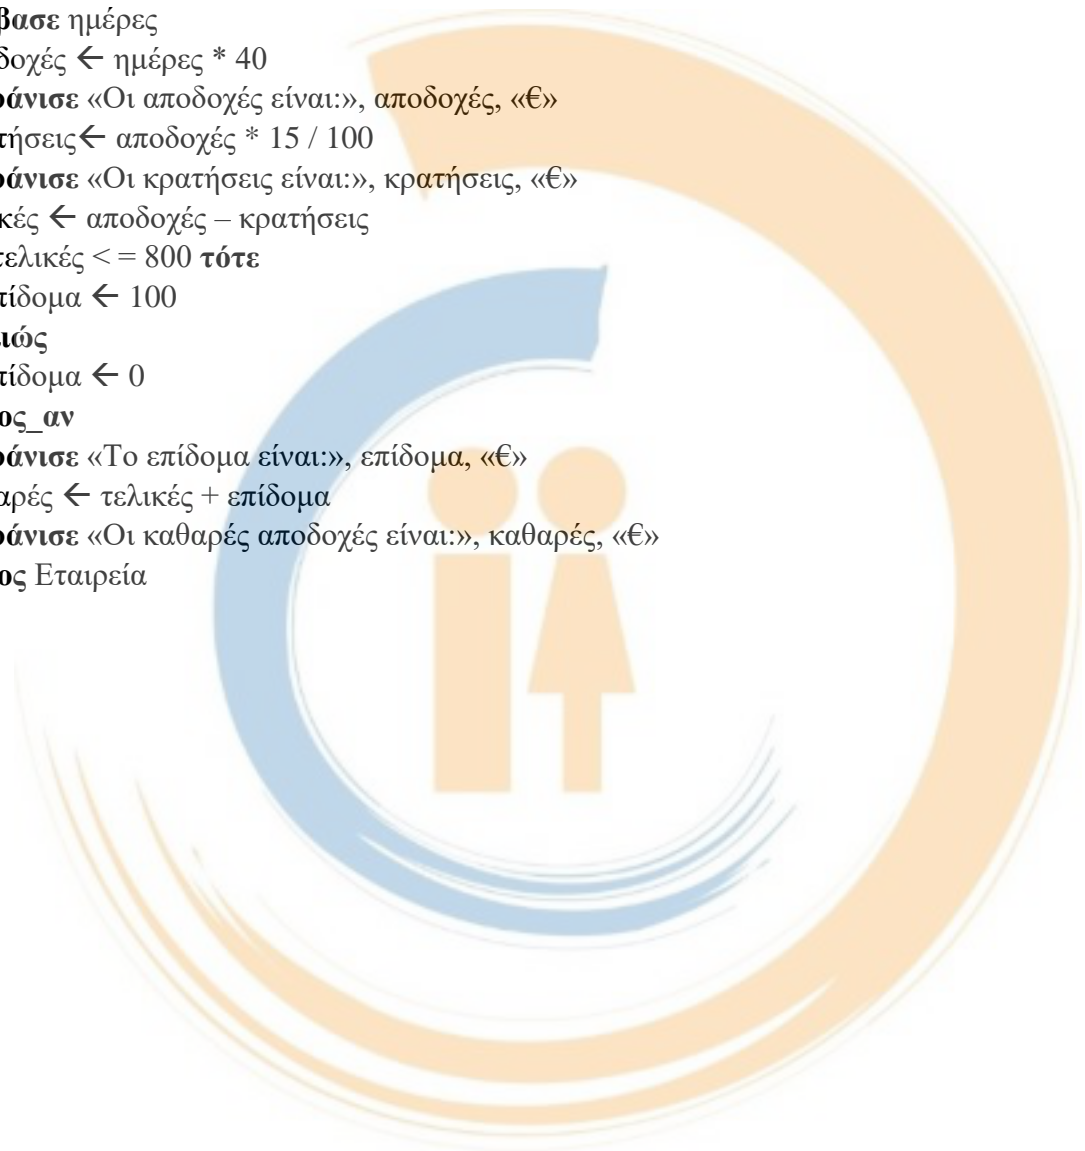 βασε ημέρες
δοχές ← ημέρες * 40
άνισε «Οι αποδοχές είναι:», αποδοχές, «€»
τήσεις← αποδοχές * 15 / 100
άνισε «Οι κρατήσεις είναι:», κρατήσεις, «€»
κές ← αποδοχές – κρατήσεις
τελικές < = 800 τότε
πίδομα ← 100
ιώς
πίδομα ← 0
ος_αν
άνισε «Το επίδομα είναι:», επίδομα, «€»
αρές ← τελικές + επίδομα
άνισε «Οι καθαρές αποδοχές είναι:», καθαρές, «€»
ος Εταιρεία